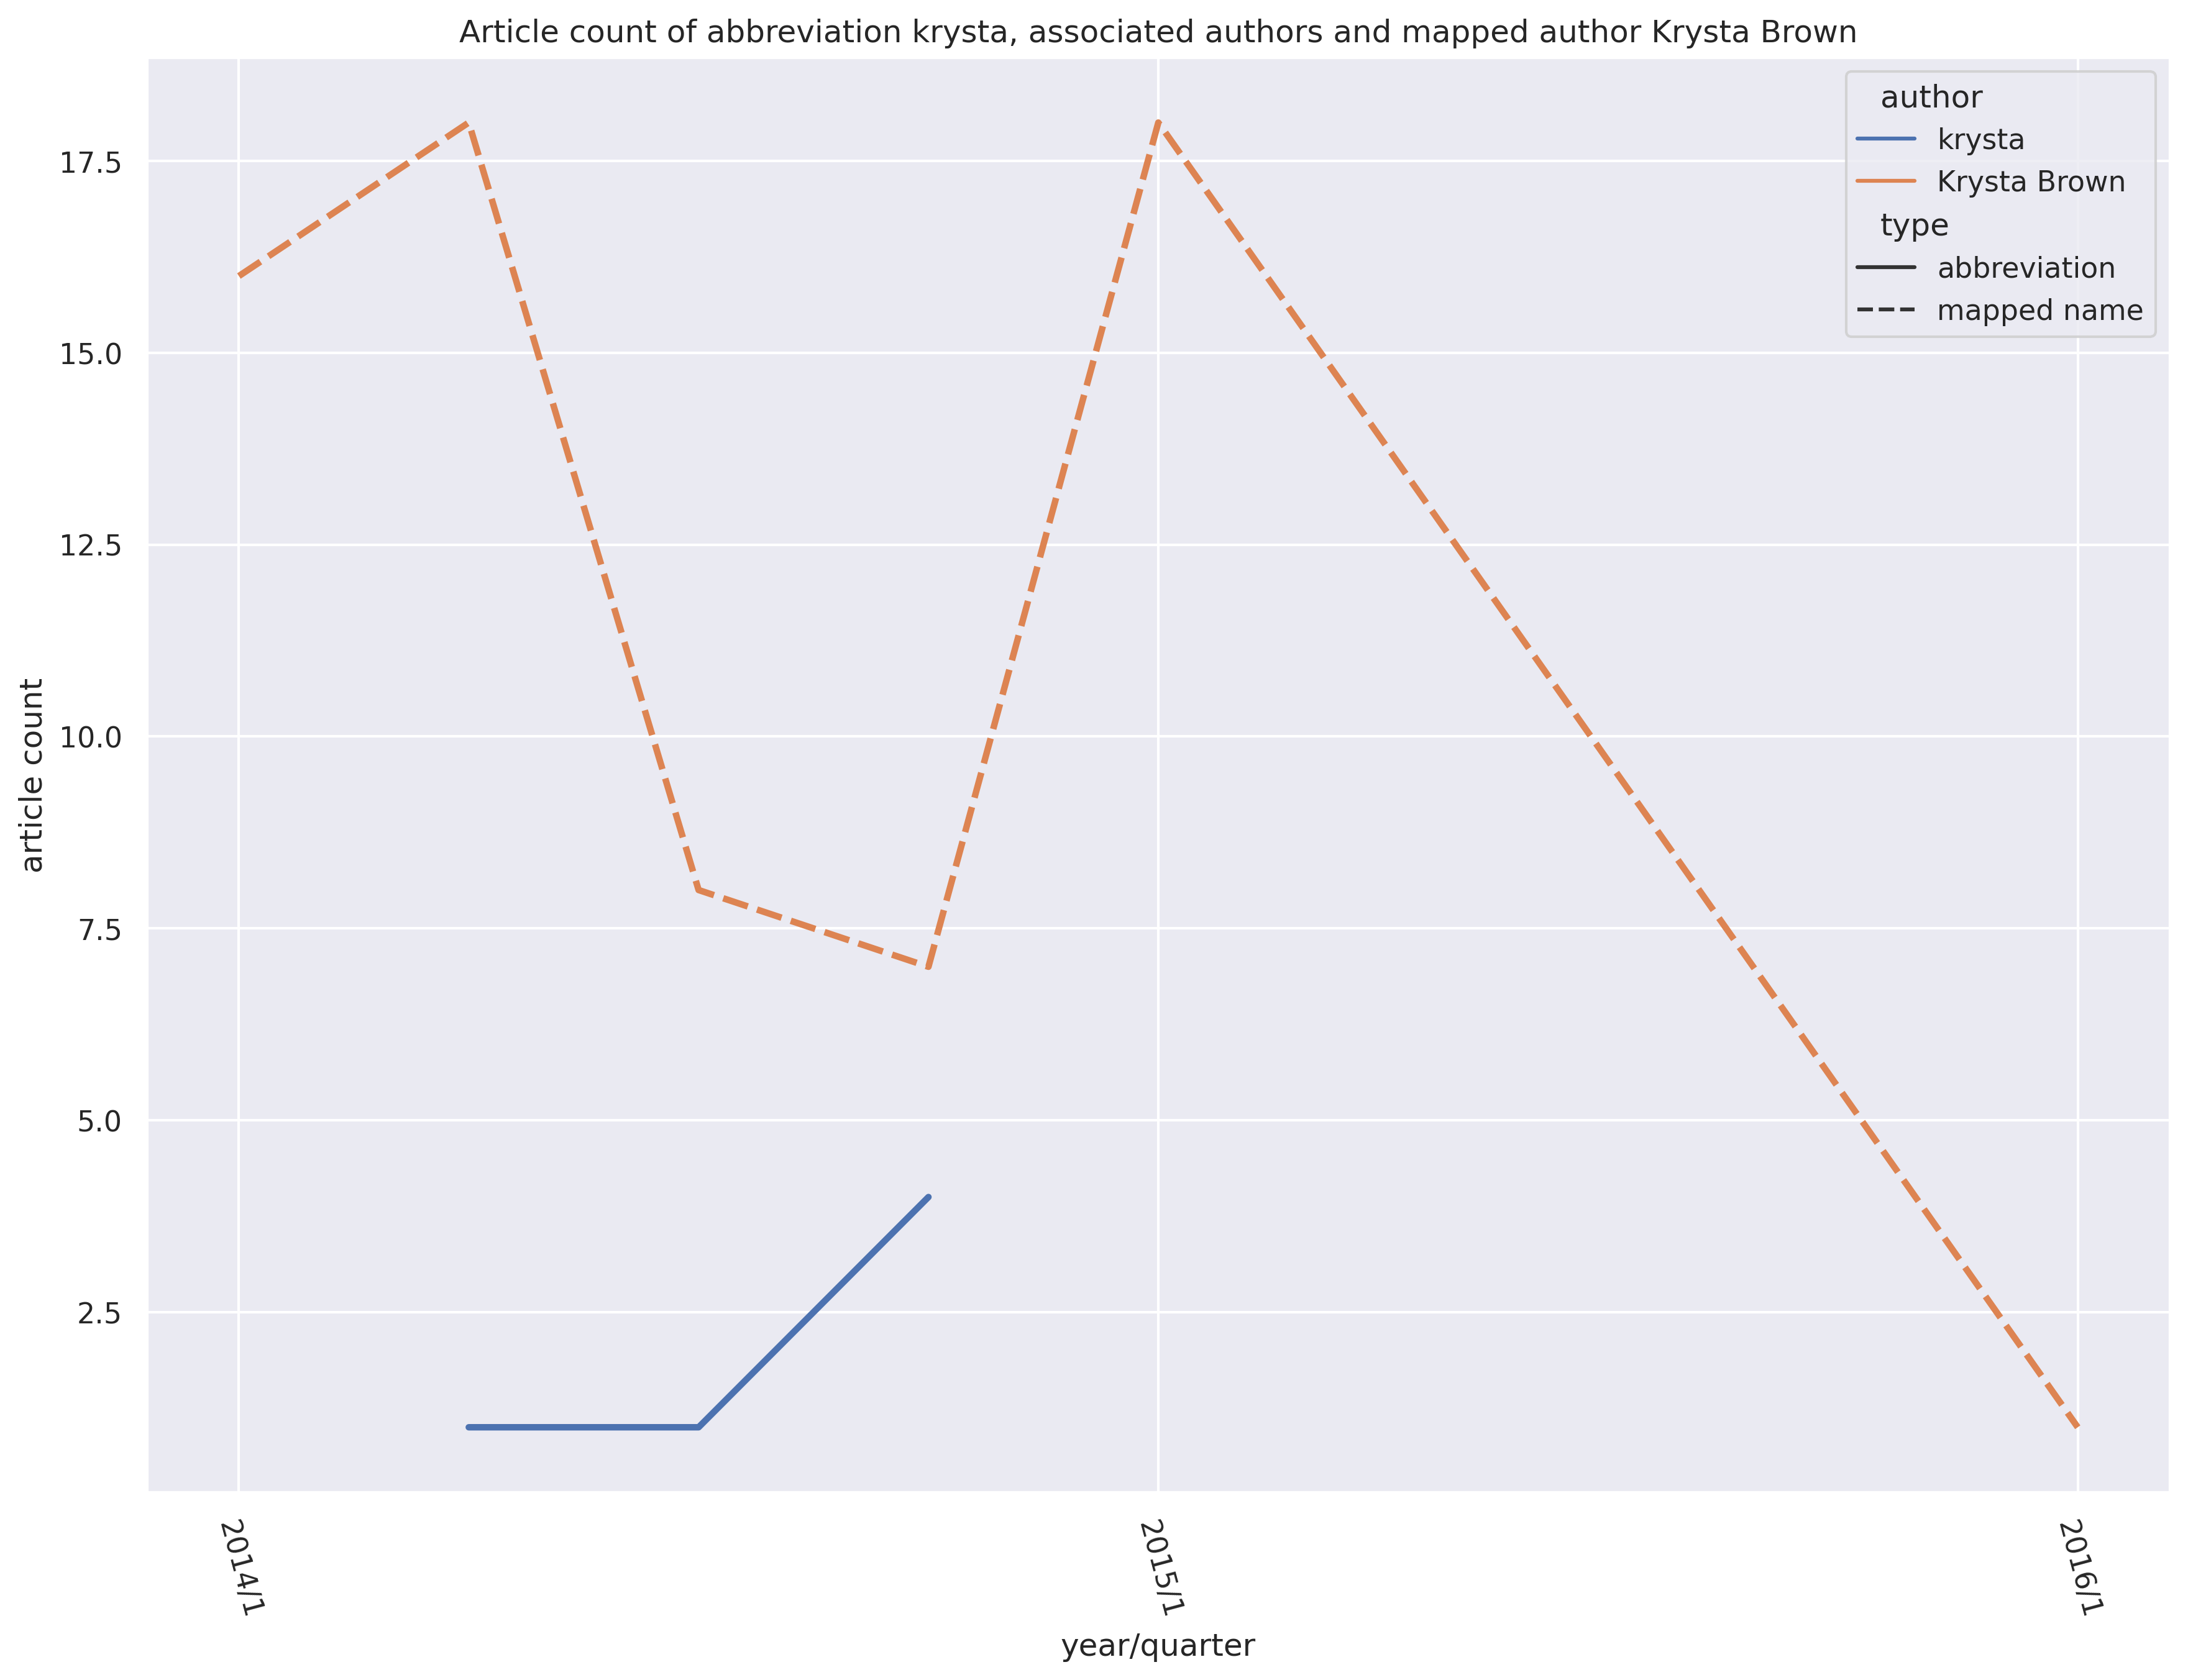 Article count of abbreviation krysta, associated authors and mapped author Krysta Brown
author
krysta
Krysta Brown
type
abbreviation
mapped name
17.5
15.0
12.5
10.0
7.5
5.0
2.5
article count
2014/1
2015/1
2016/1
year/quarter